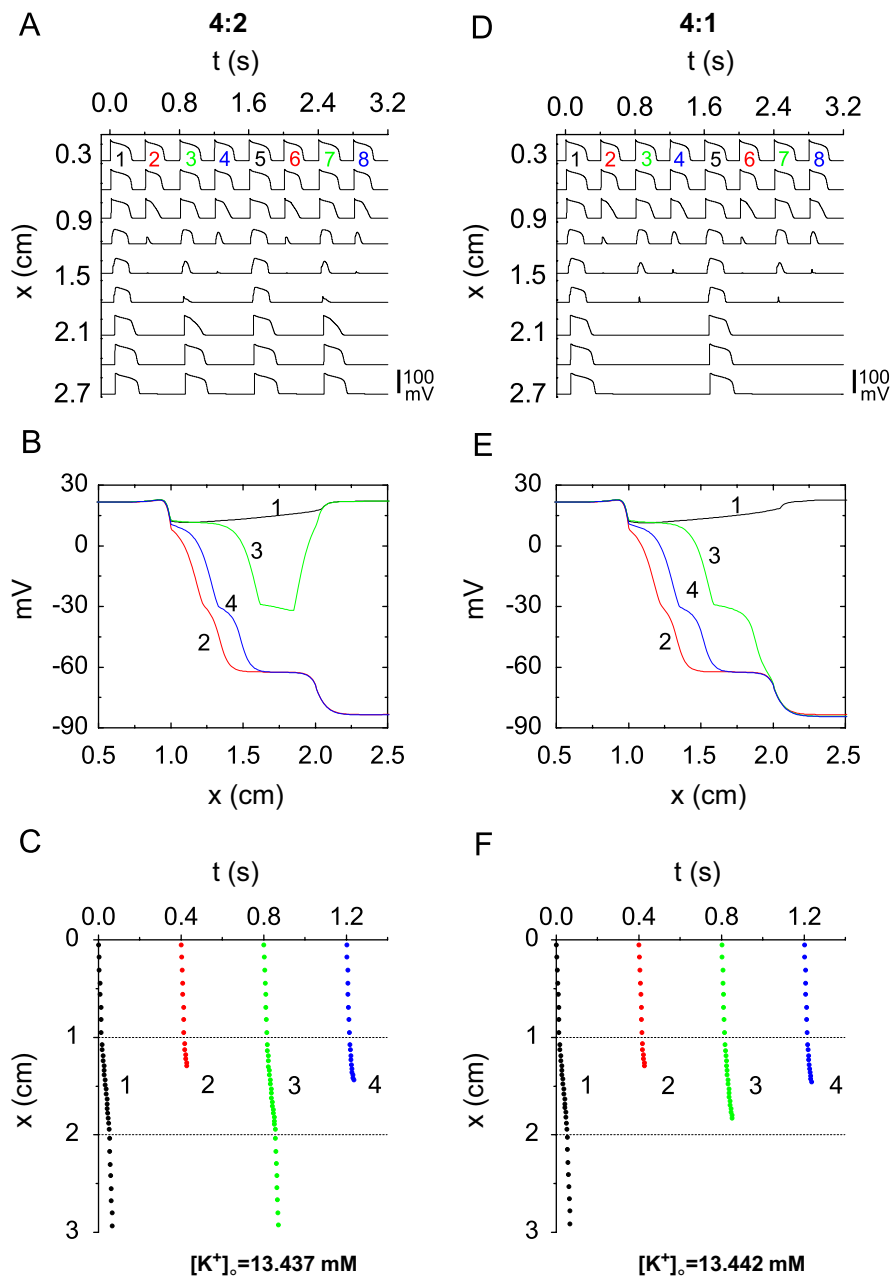 A
4:2
t (s)
0.0 0.8 1.6 2.4 3.2
x (cm)
0.3
0.9
1.5
2.1
2.7
1 2 3 4 5 6 7 8
100
mV
D
4:1
t (s)
0.0 0.8 1.6 2.4 3.2
x (cm)
0.3
0.9
1.5
2.1
2.7
1 2 3 4 5 6 7 8
100
mV
B
mV
30
0
-30
-60
-90
1
3
4
2
0.5 1.0 1.5 2.0 2.5
x (cm)
E
mV
30
0
-30
-60
-90
1
3
4
2
0.5 1.0 1.5 2.0 2.5
x (cm)
C
t (s)
0.0 0.4 0.8 1.2
x (cm)
0
1
2
3
1 2 3 4
[K+]o=13.437 mM
F
t (s)
0.0 0.4 0.8 1.2
x (cm)
0
1
2
3
1 2 3 4
[K+]o=13.442 mM